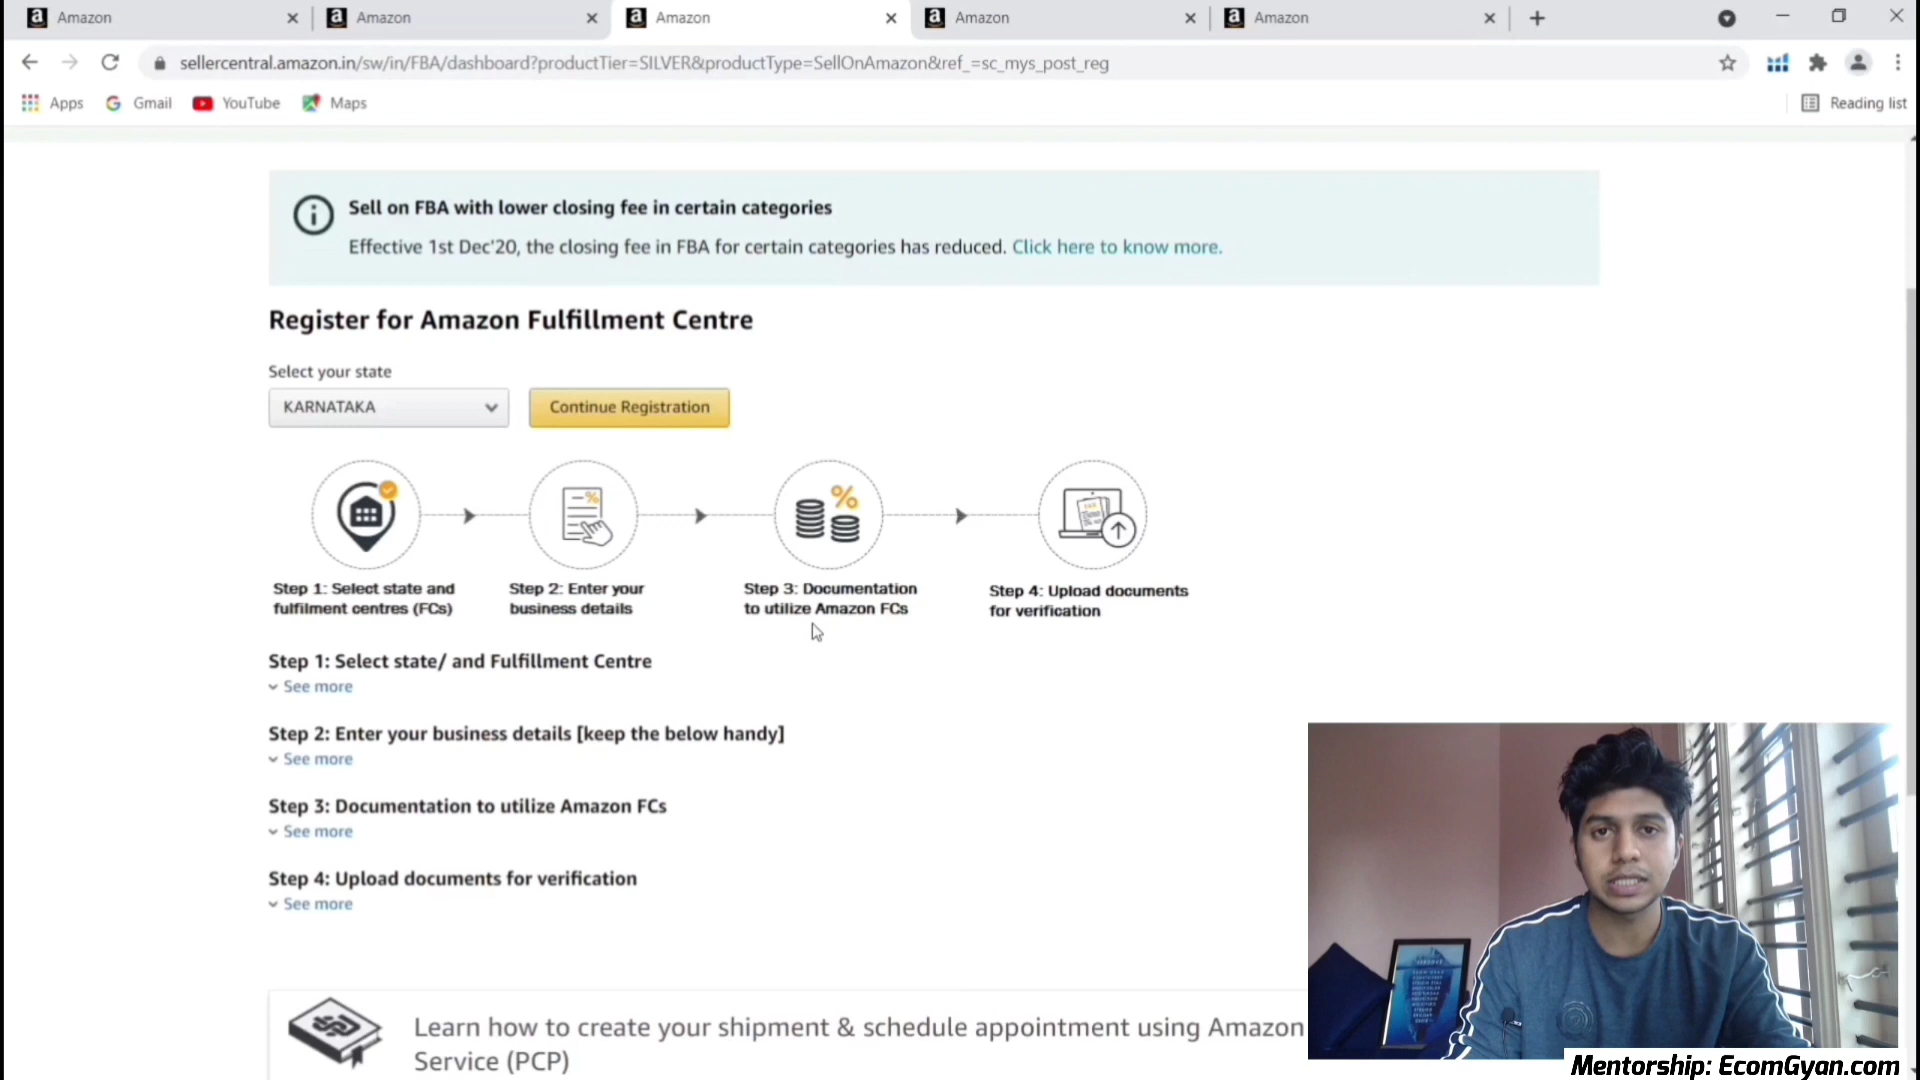 Amazon
Amazon
Amazon
Amazon
Amazon
sellercentral.amazon.in/sw/in/FBA/dashboard?productTier=SILVER&productType=SellOnAmazon&ref_=sc_mys_post_reg
Apps
Gmail
YouTube
Maps
Reading list
Sell on FBA with lower closing fee in certain categories
Effective 1st Dec'20, the closing fee in FBA for certain categories has reduced. Click here to know more.
Register for Amazon Fulfillment Centre
Select your state
KARNATAKA
Continue Registration
Step 1: Select state and
fulfilment centres (FCs)
Step 2: Enter your
business details
Step 3: Documentation
to utilize Amazon FCs
Step 4: Upload documents
for verification
Step 1: Select state/ and Fulfillment Centre
See more
Step 2: Enter your business details [keep the below handy]
See more
Step 3: Documentation to utilize Amazon FCs
See more
Step 4: Upload documents for verification
See more
Learn how to create your shipment & schedule appointment using Amazon
Service (PCP)
Mentorship: EcomGyan.com